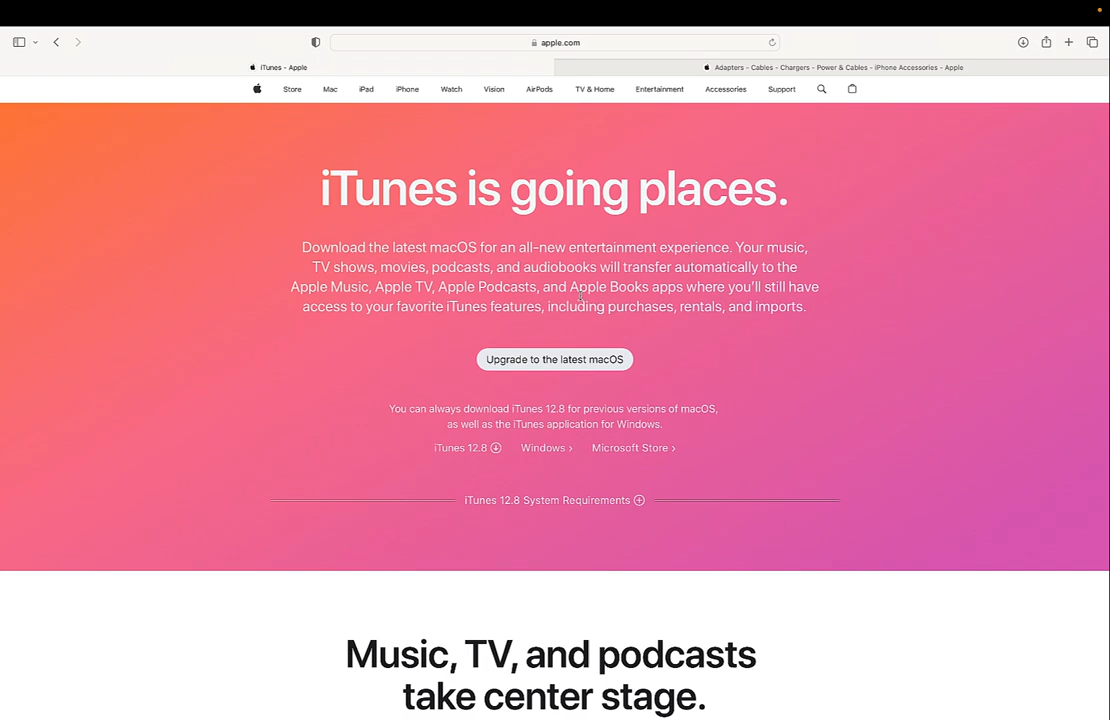 apple.com
iTunes - Apple
Adapters - Cables - Chargers - Power & Cables - iPhone Accessories - Apple
Store Mac iPad iPhone Watch Vision AirPods TV & Home Entertainment Accessories Support
iTunes is going places.
Download the latest macOS for an all-new entertainment experience. Your music,
TV shows, movies, podcasts, and audiobooks will transfer automatically to the
Apple Music, Apple TV, Apple Podcasts, and Apple Books apps where you’ll still have
access to your favorite iTunes features, including purchases, rentals, and imports.
Upgrade to the latest macOS
You can always download iTunes 12.8 for previous versions of macOS,
as well as the iTunes application for Windows.
iTunes 12.8 Windows › Microsoft Store ›
iTunes 12.8 System Requirements
Music, TV, and podcasts
take center stage.